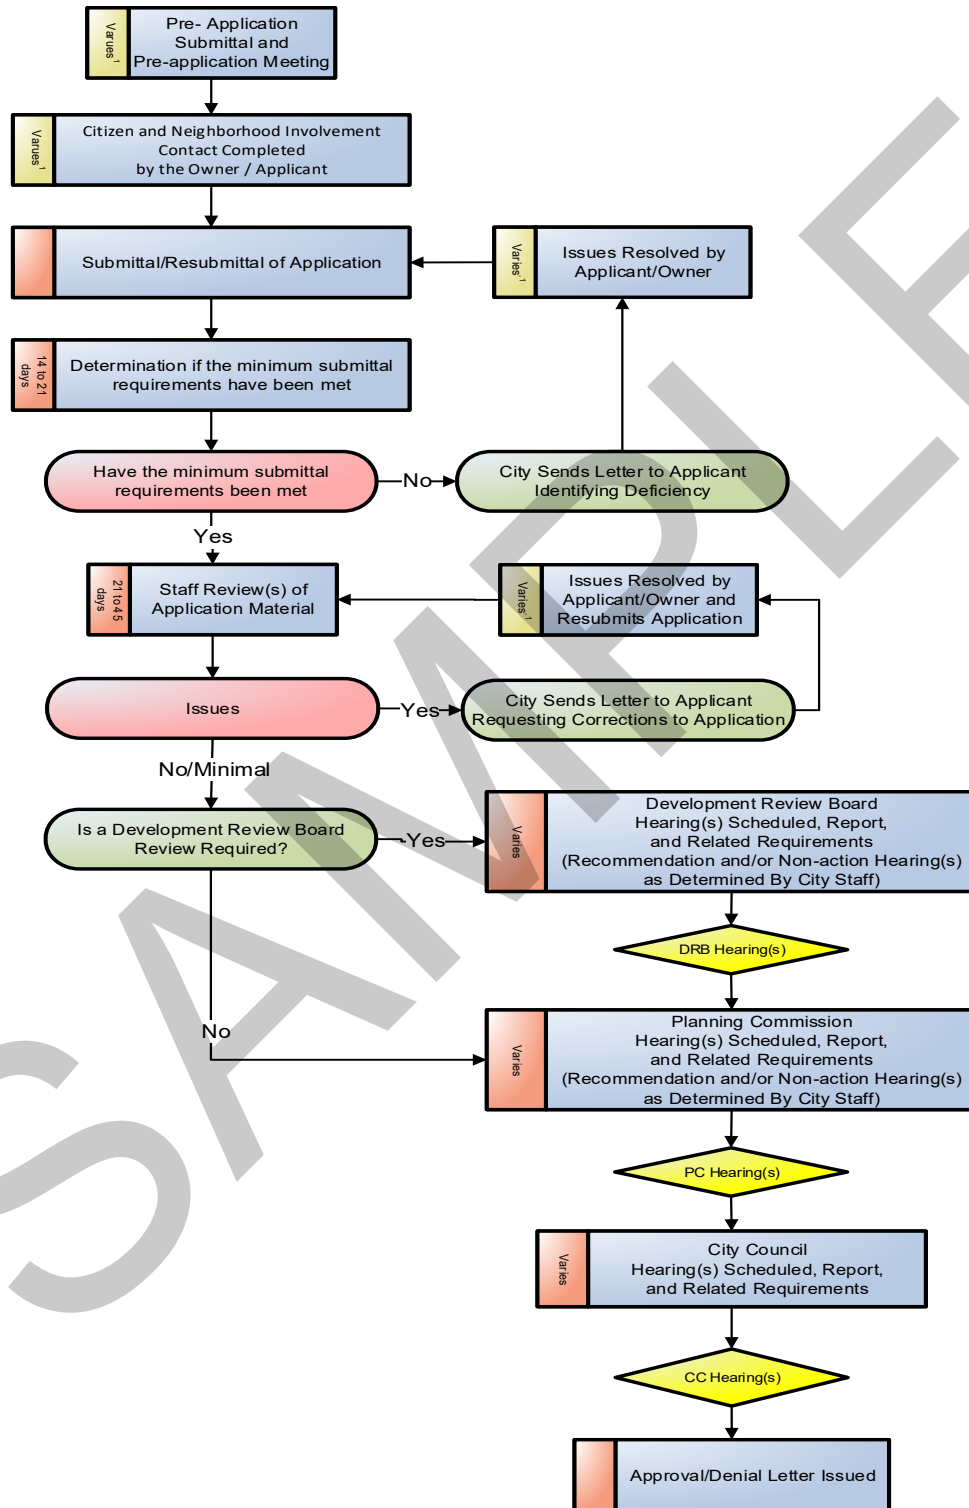 Varues¹
Pre- Application
Submittal and
Pre-application Meeting
Varues¹
Citizen and Neighborhood Involvement
Contact Completed
by the Owner / Applicant
Submittal/Resubmittal of Application
Varies¹
Issues Resolved by
Applicant/Owner
14 to 21
days
Determination if the minimum submittal
requirements have been met
Have the minimum submittal
requirements been met
No
City Sends Letter to Applicant
Identifying Deficiency
Yes
21 to 45
days
Staff Review(s) of
Application Material
Varies¹
Issues Resolved by
Applicant/Owner and
Resubmits Application
Issues
Yes
City Sends Letter to Applicant
Requesting Corrections to Application
No/Minimal
Is a Development Review Board
Review Required?
Yes
Varies
Development Review Board
Hearing(s) Scheduled, Report,
and Related Requirements
(Recommendation and/or Non-action Hearing(s)
as Determined By City Staff)
DRB Hearing(s)
No
Varies
Planning Commission
Hearing(s) Scheduled, Report,
and Related Requirements
(Recommendation and/or Non-action Hearing(s)
as Determined By City Staff)
PC Hearing(s)
Varies
City Council
Hearing(s) Scheduled, Report,
and Related Requirements
CC Hearing(s)
Approval/Denial Letter Issued
SAMPLE